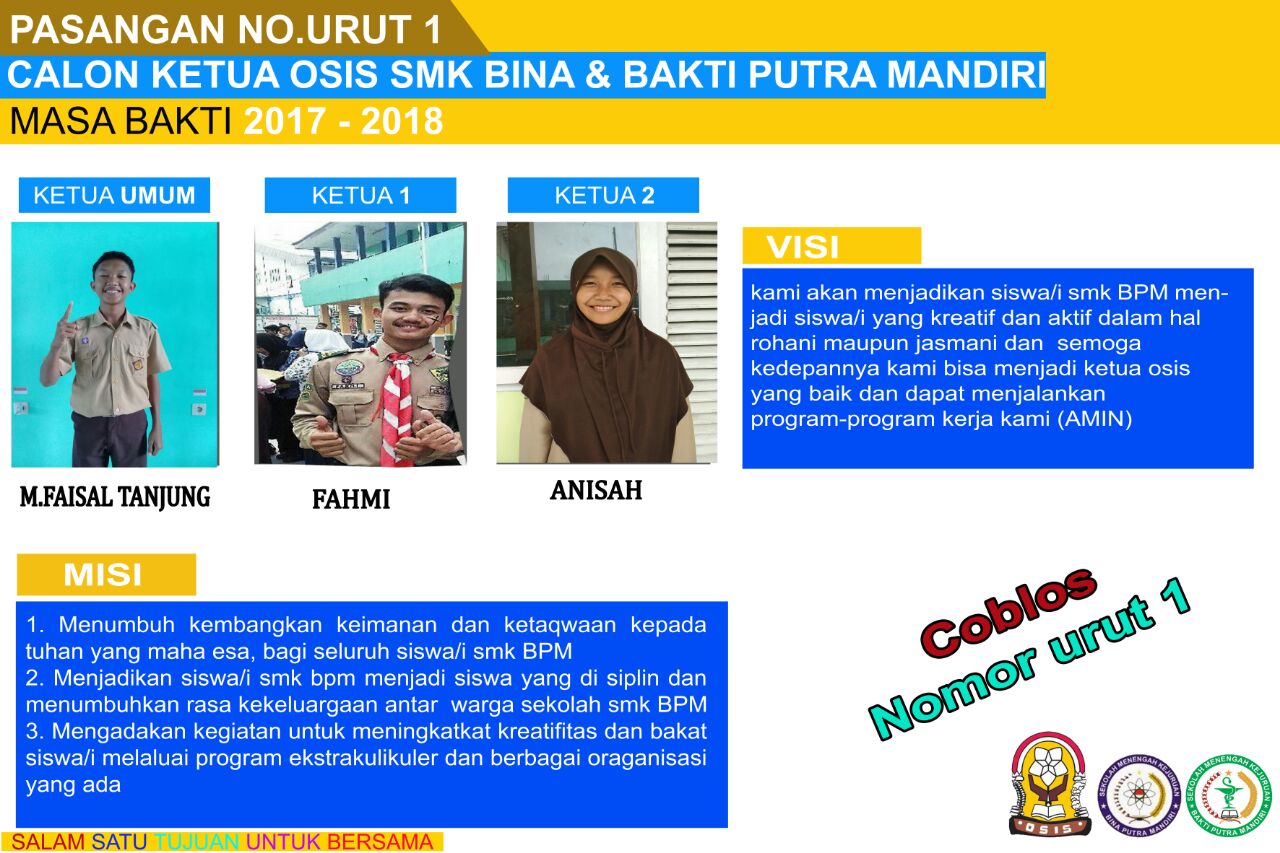 PASANGAN NO.URUT 1
CALON KETUA OSIS SMK BINA & BAKTI PUTRA MANDIRI
MASA BAKTI 2017 - 2018
KETUA UMUM
KETUA 1
KETUA 2
M.FAISAL TANJUNG
FAHMI
ANISAH
VISI
kami akan menjadikan siswa/i smk BPM men-
jadi siswa/i yang kreatif dan aktif dalam hal
rohani maupun jasmani dan semoga
kedepannya kami bisa menjadi ketua osis
yang baik dan dapat menjalankan
program-program kerja kami (AMIN)
MISI
1. Menumbuh kembangkan keimanan dan ketaqwaan kepada
tuhan yang maha esa, bagi seluruh siswa/i smk BPM
2. Menjadikan siswa/i smk bpm menjadi siswa yang di siplin dan
menumbuhkan rasa kekeluargaan antar warga sekolah smk BPM
3. Mengadakan kegiatan untuk meningkatkat kreatifitas dan bakat
siswa/i melaluai program ekstrakulikuler dan berbagai oraganisasi
yang ada
Coblos
Nomor urut 1
OSIS
SEKOLAH MENENGAH KEJURUAN
BINA PUTRA MANDIRI
SEKOLAH MENENGAH KEJURUAN
BAKTI PUTRA MANDIRI
SALAM SATU TUJUAN UNTUK BERSAMA